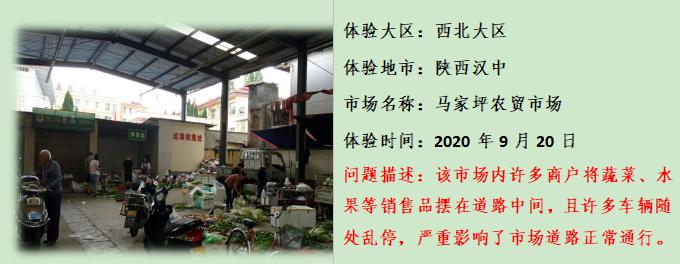 垃圾收集处
体验大区：西北大区
体验地市：陕西汉中
市场名称：马家坪农贸市场
体验时间：2020 年 9 月 20 日
问题描述：该市场内许多商户将蔬菜、水
果等销售品摆在道路中间，且许多车辆随
处乱停，严重影响了市场道路正常通行。